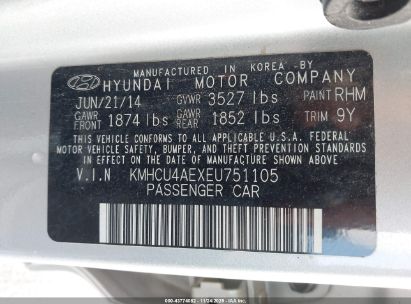 MANUFACTURED IN KOREA BY
HYUNDAI MOTOR COMPANY
JUN/21/14 GVWR 3527 lbs PAINT RHM
GAWR FRONT 1874 lbs GAWR REAR 1852 lbs TRIM 9Y
THIS VEHICLE CONFORMS TO ALL APPLICABLE U.S.A. FEDERAL
MOTOR VEHICLE SAFETY, BUMPER, AND THEFT PREVENTION STANDARDS
IN EFFECT ON THE DATE OF MANUFACTURE SHOWN ABOVE.
V.I.N KMHCU4AEXEU751105
PASSENGER CAR